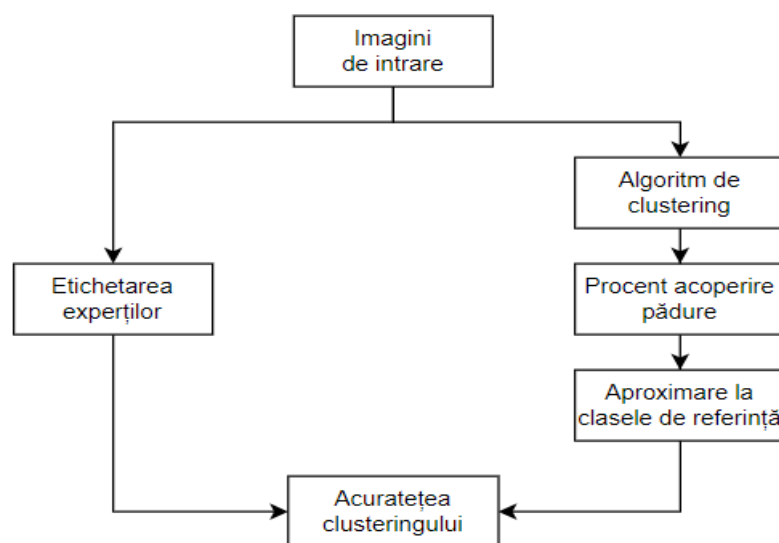 Imagini
de intrare
Algoritm de
clustering
Etichetarea
experților
Procent acoperire
pădure
Aproximare la
clasele de referință
Acuratețea
clusteringului